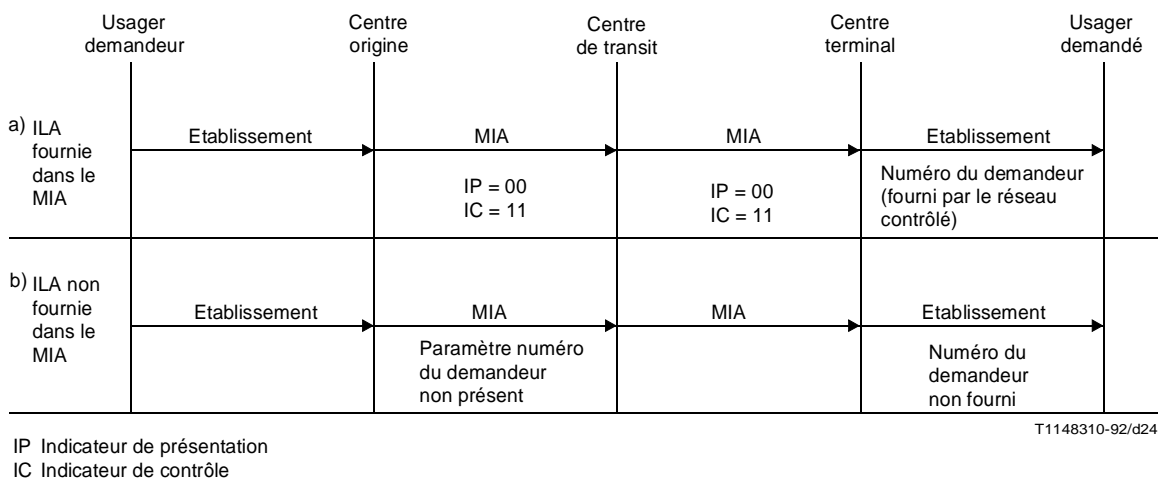 Usager
demandeur
Centre
origine
Centre
de transit
Centre
terminal
Usager
demandé
a) ILA
fournie
dans le
MIA
Etablissement
MIA
MIA
Etablissement
IP = 00
IC = 11
IP = 00
IC = 11
Numéro du demandeur
(fourni par le réseau
contrôlé)
b) ILA non
fournie
dans le
MIA
Etablissement
MIA
MIA
Etablissement
Paramètre numéro
du demandeur
non présent
Numéro du
demandeur
non fourni
T1148310-92/d24
IP Indicateur de présentation
IC Indicateur de contrôle